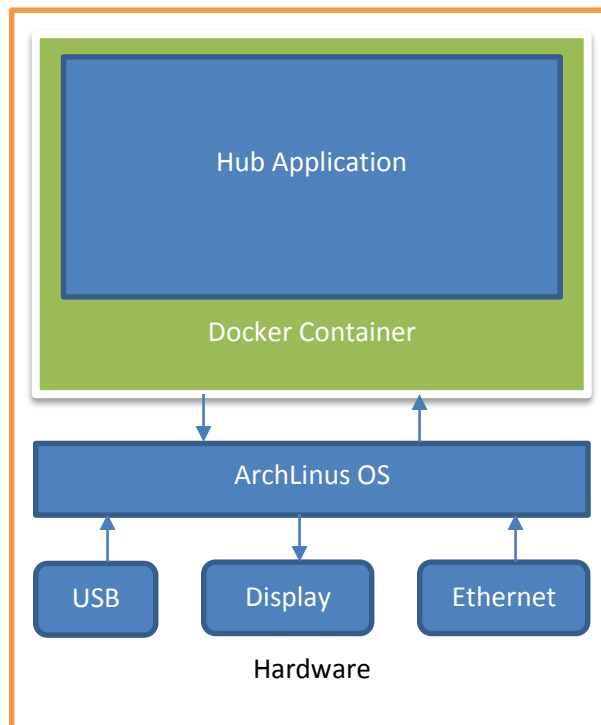 Hub Application
Docker Container
ArchLinus OS
USB
Display
Ethernet
Hardware